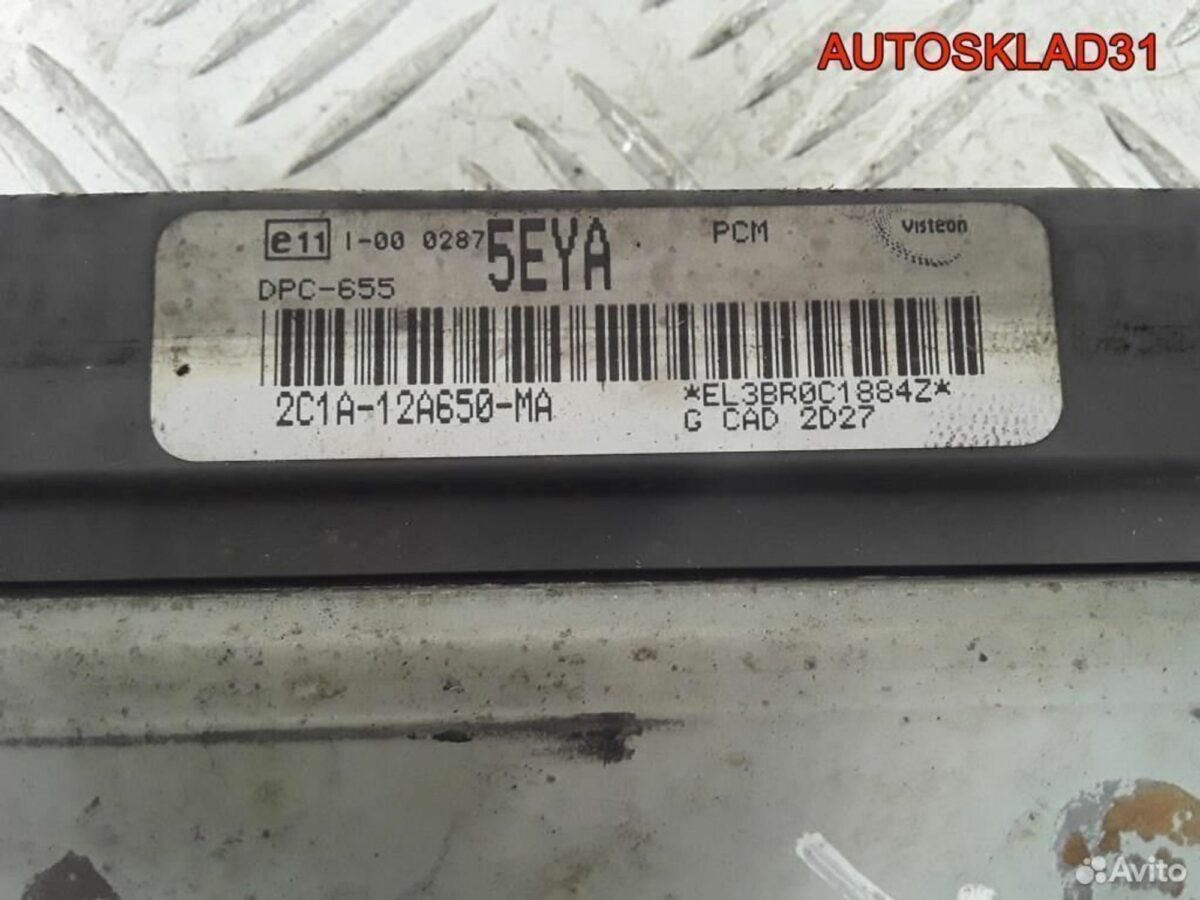 AUTOSKLAD31
e11 I-00 0287 5EYA PCM Visteon
DPC-655
2C1A-12A650-MA *EL3BR0C1884Z*
G CAD 2D27
Avito